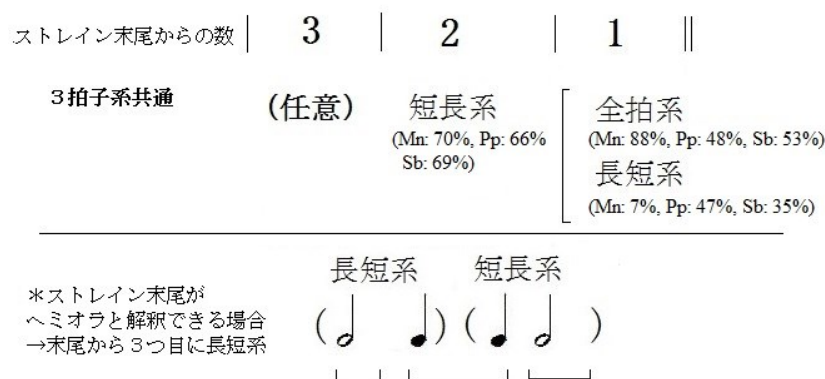 ストレイン末尾からの数 | 3 | 2 | 1 ‖
3拍子系共通 (任意) 短長系 全拍系
(Mn: 70%, Pp: 66% (Mn: 88%, Pp: 48%, Sb: 53%)
Sb: 69%)
長短系
(Mn: 7%, Pp: 47%, Sb: 35%)
長短系 短長系
*ストレイン末尾が
ヘミオラと解釈できる場合
→末尾から3つ目に長短系